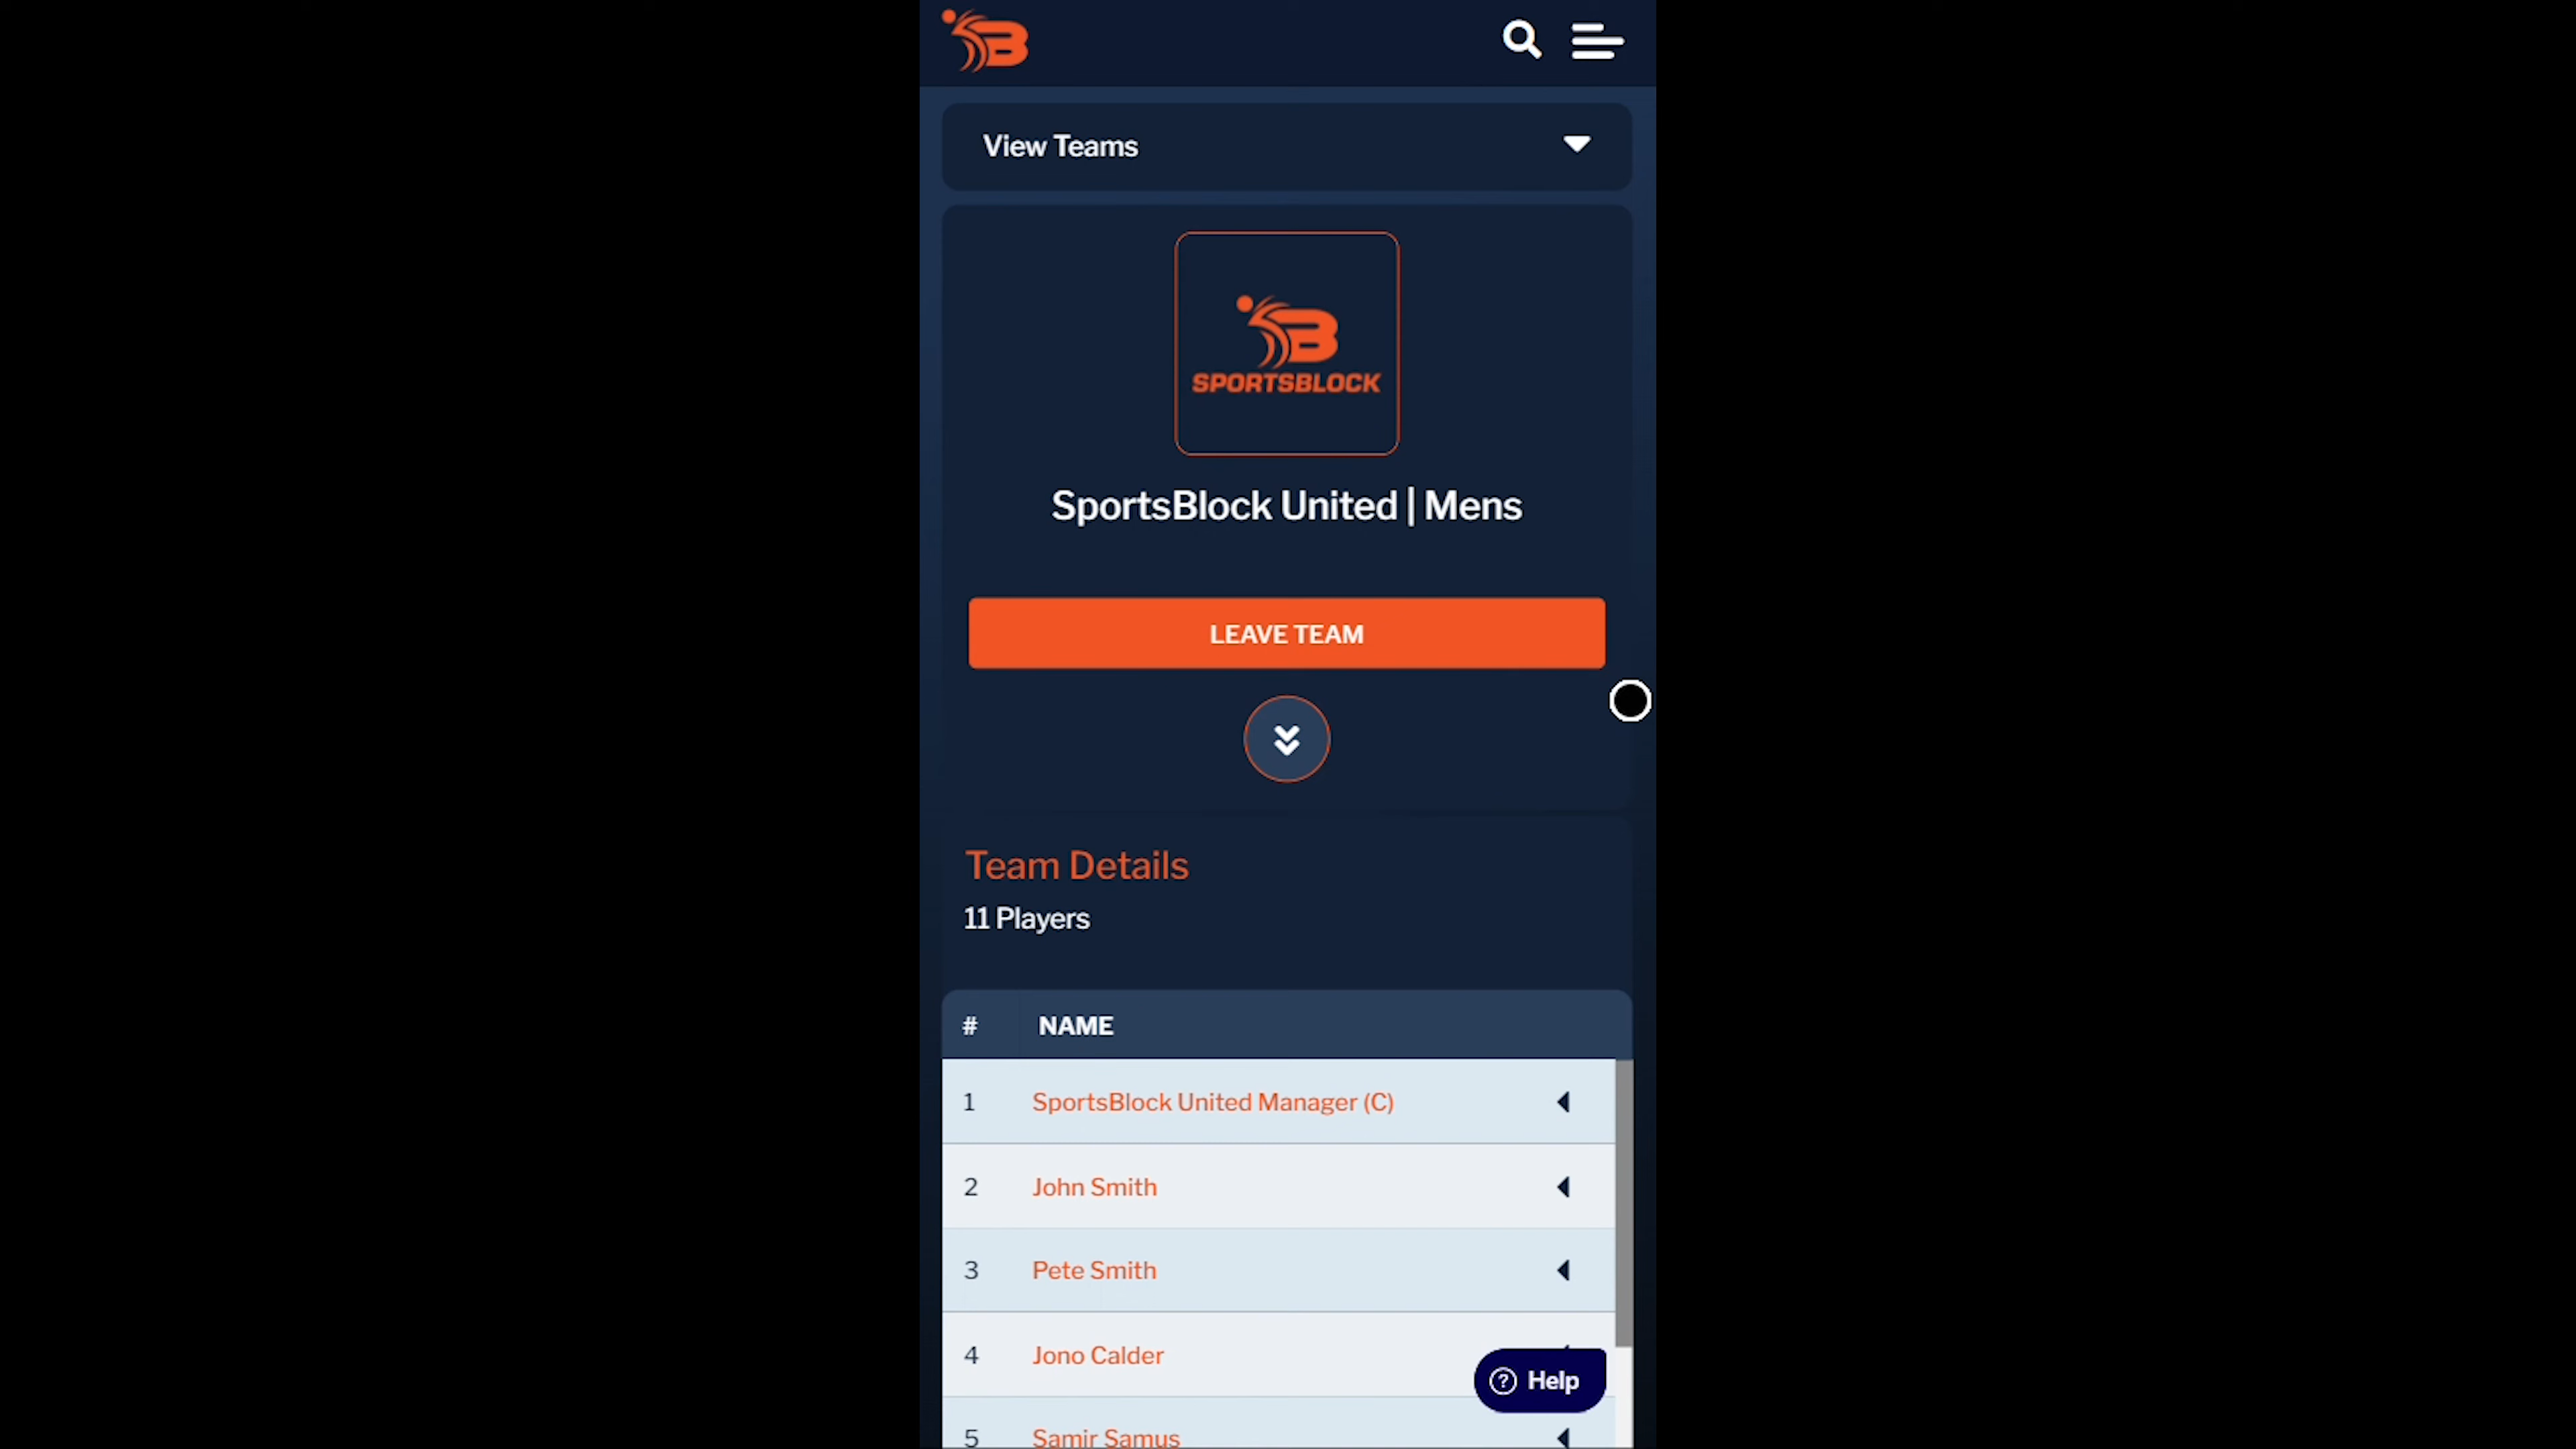 B
View Teams
B
SPORTSBLOCK
SportsBlock United | Mens
LEAVE TEAM
Team Details
11 Players
# NAME
1 SportsBlock United Manager (C)
2 John Smith
3 Pete Smith
4 Jono Calder
? Help
5 Samir Samus